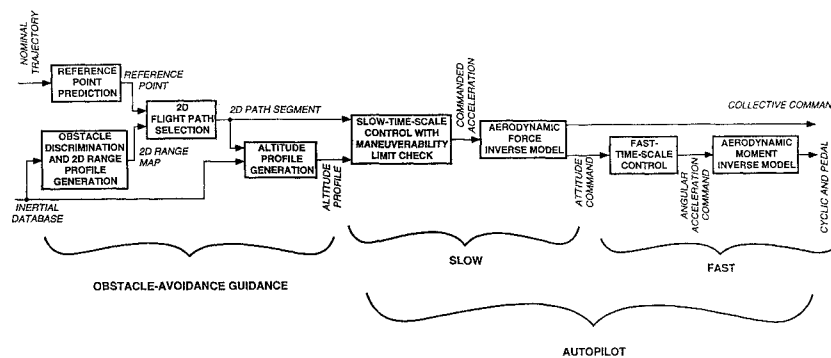 NOMINAL
TRAJECTORY
REFERENCE
POINT
PREDICTION
REFERENCE
POINT
2D
FLIGHT PATH
SELECTION
2D PATH SEGMENT
OBSTACLE
DISCRIMINATION
AND 2D RANGE
PROFILE
GENERATION
2D RANGE
MAP
INERTIAL
DATABASE
ALTITUDE
PROFILE
GENERATION
ALTITUDE
PROFILE
SLOW-TIME-SCALE
CONTROL WITH
MANEUVERABILITY
LIMIT CHECK
COMMANDED
ACCELERATION
AERODYNAMIC
FORCE
INVERSE MODEL
COLLECTIVE COMMAN
ATTITUDE
COMMAND
FAST-
TIME-SCALE
CONTROL
ANGULAR
ACCELERATION
COMMAND
AERODYNAMIC
MOMENT
INVERSE MODEL
CYCLIC AND PEDAL
OBSTACLE-AVOIDANCE GUIDANCE
SLOW
FAST
AUTOPILOT